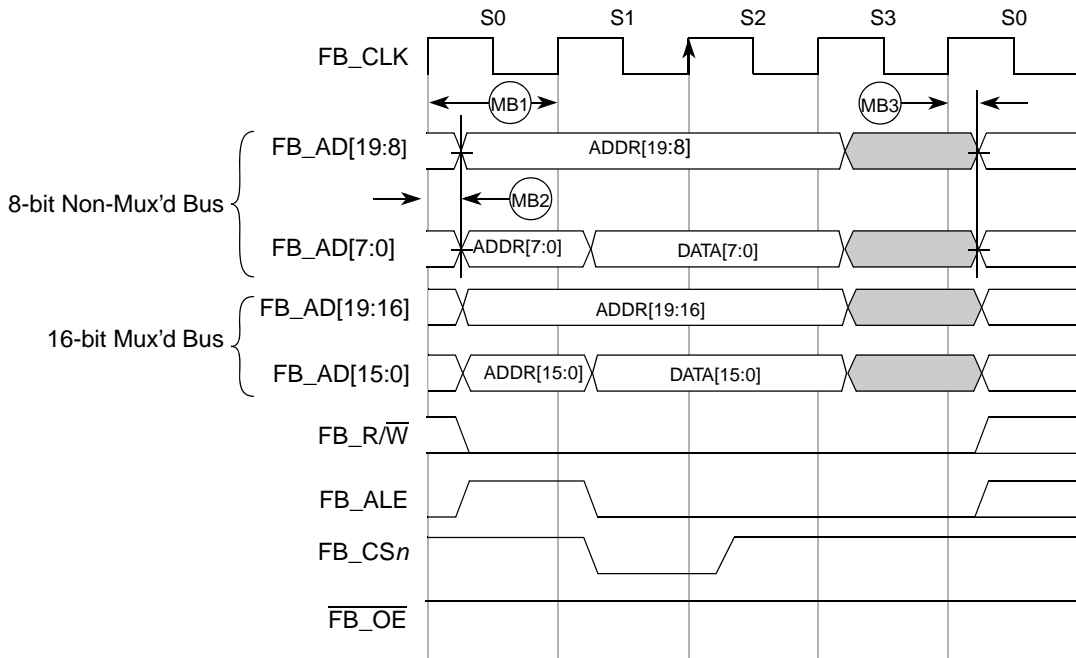 S0 S1 S2 S3 S0
FB_CLK
MB1 MB3
FB_AD[19:8] ADDR[19:8]
8-bit Non-Mux’d Bus
MB2
FB_AD[7:0] ADDR[7:0] DATA[7:0]
FB_AD[19:16] ADDR[19:16]
16-bit Mux’d Bus
FB_AD[15:0] ADDR[15:0] DATA[15:0]
FB_R/W̅
FB_ALE
FB_CSn
F̅B̅_̅O̅E̅